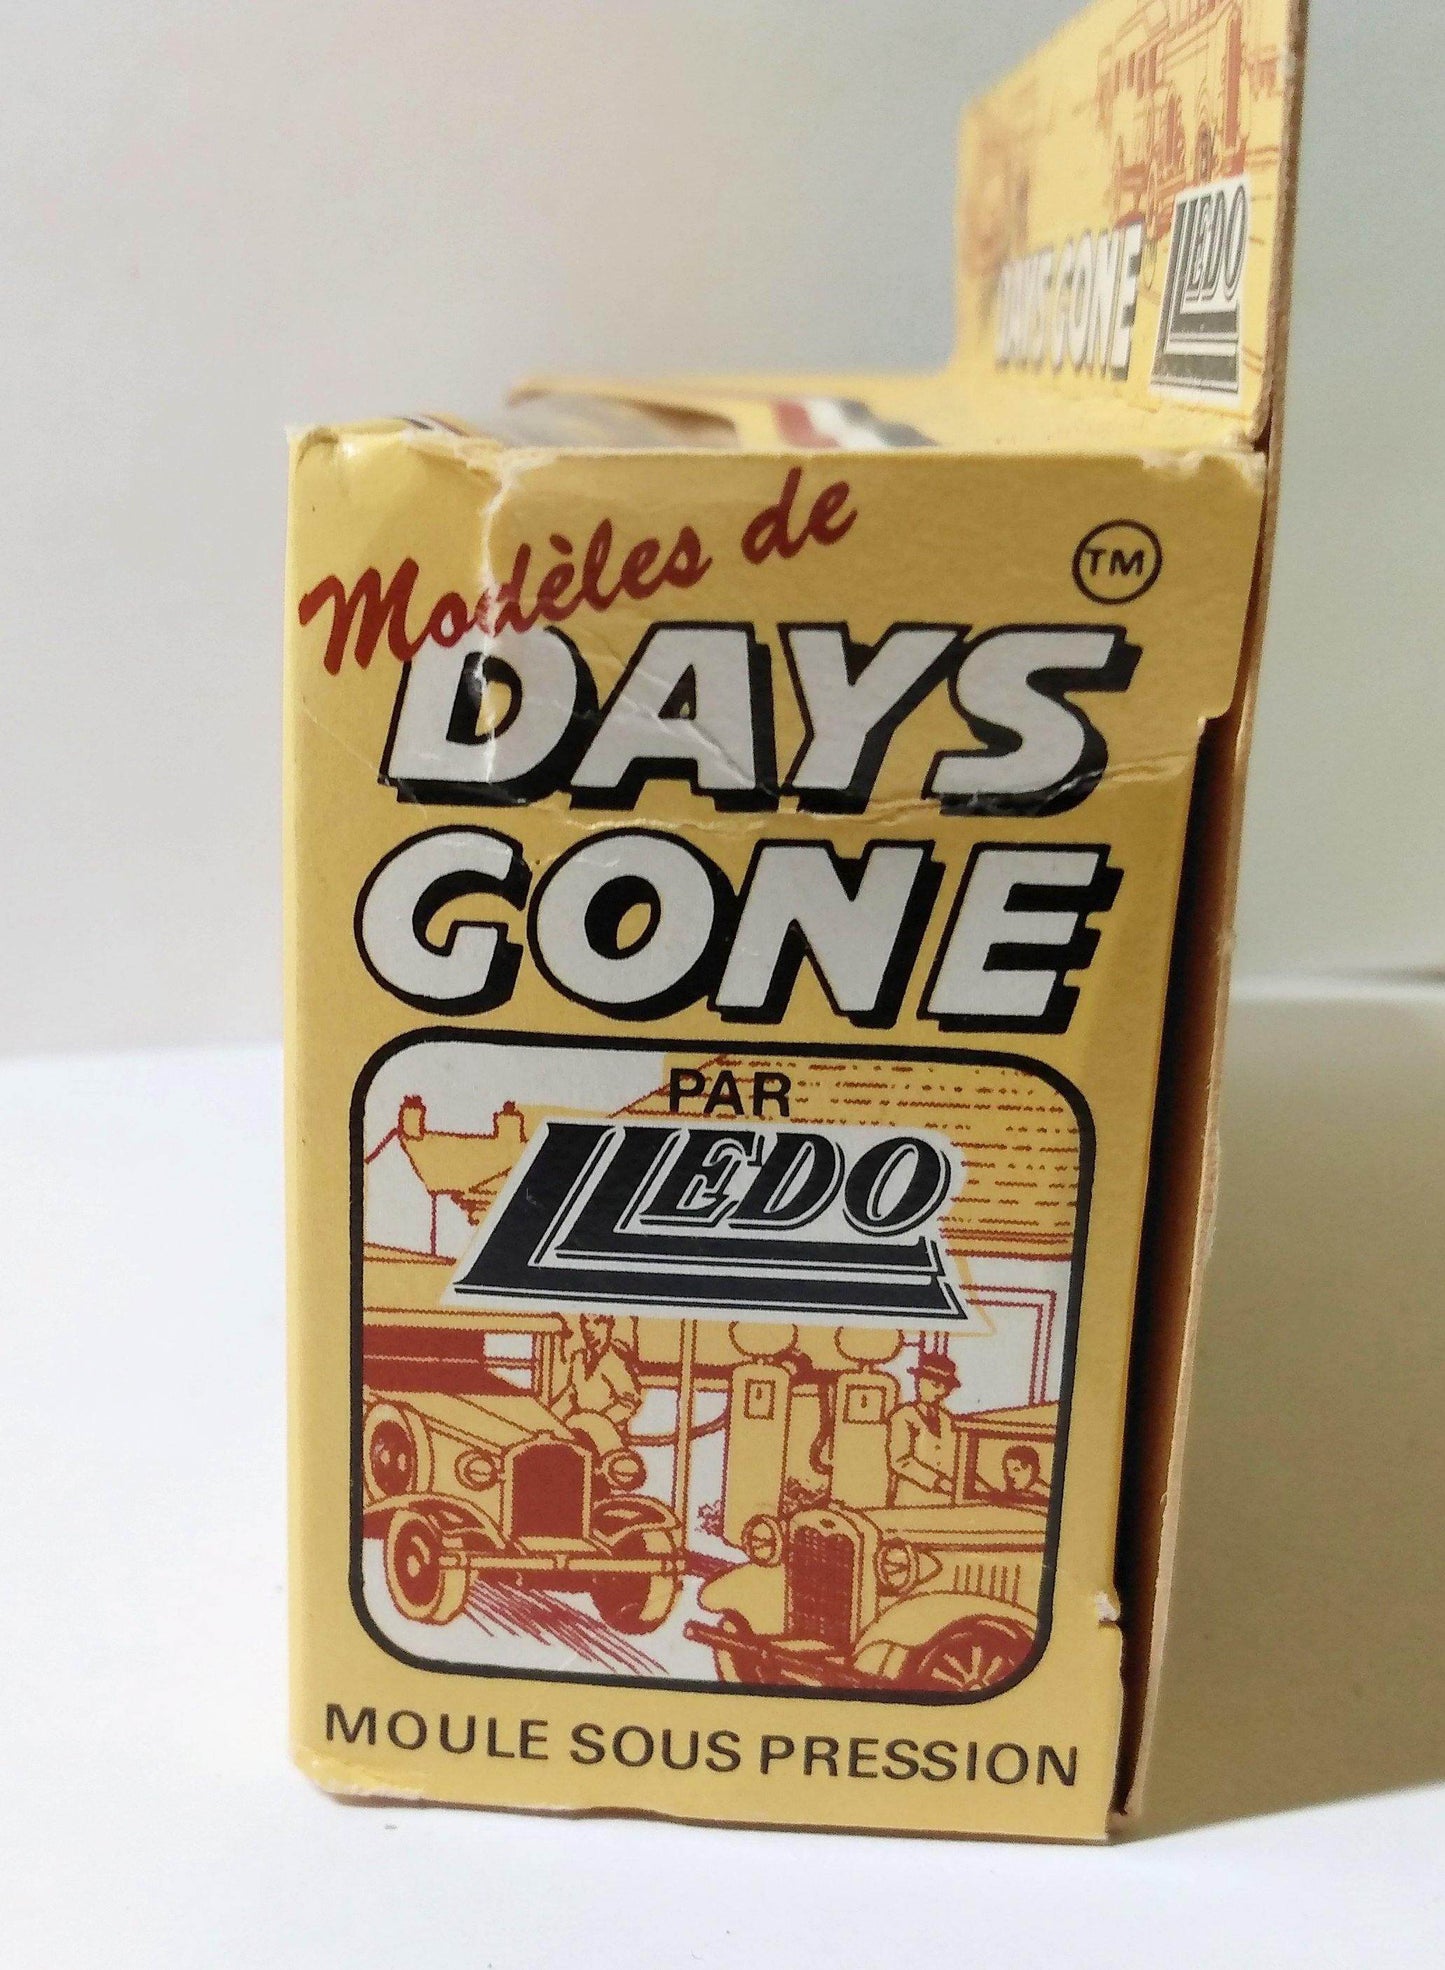 DAYS GONE LLEDO
Modèles de
TM
DAYS
GONE
PAR
LLEDO
MOULE SOUS PRESSION